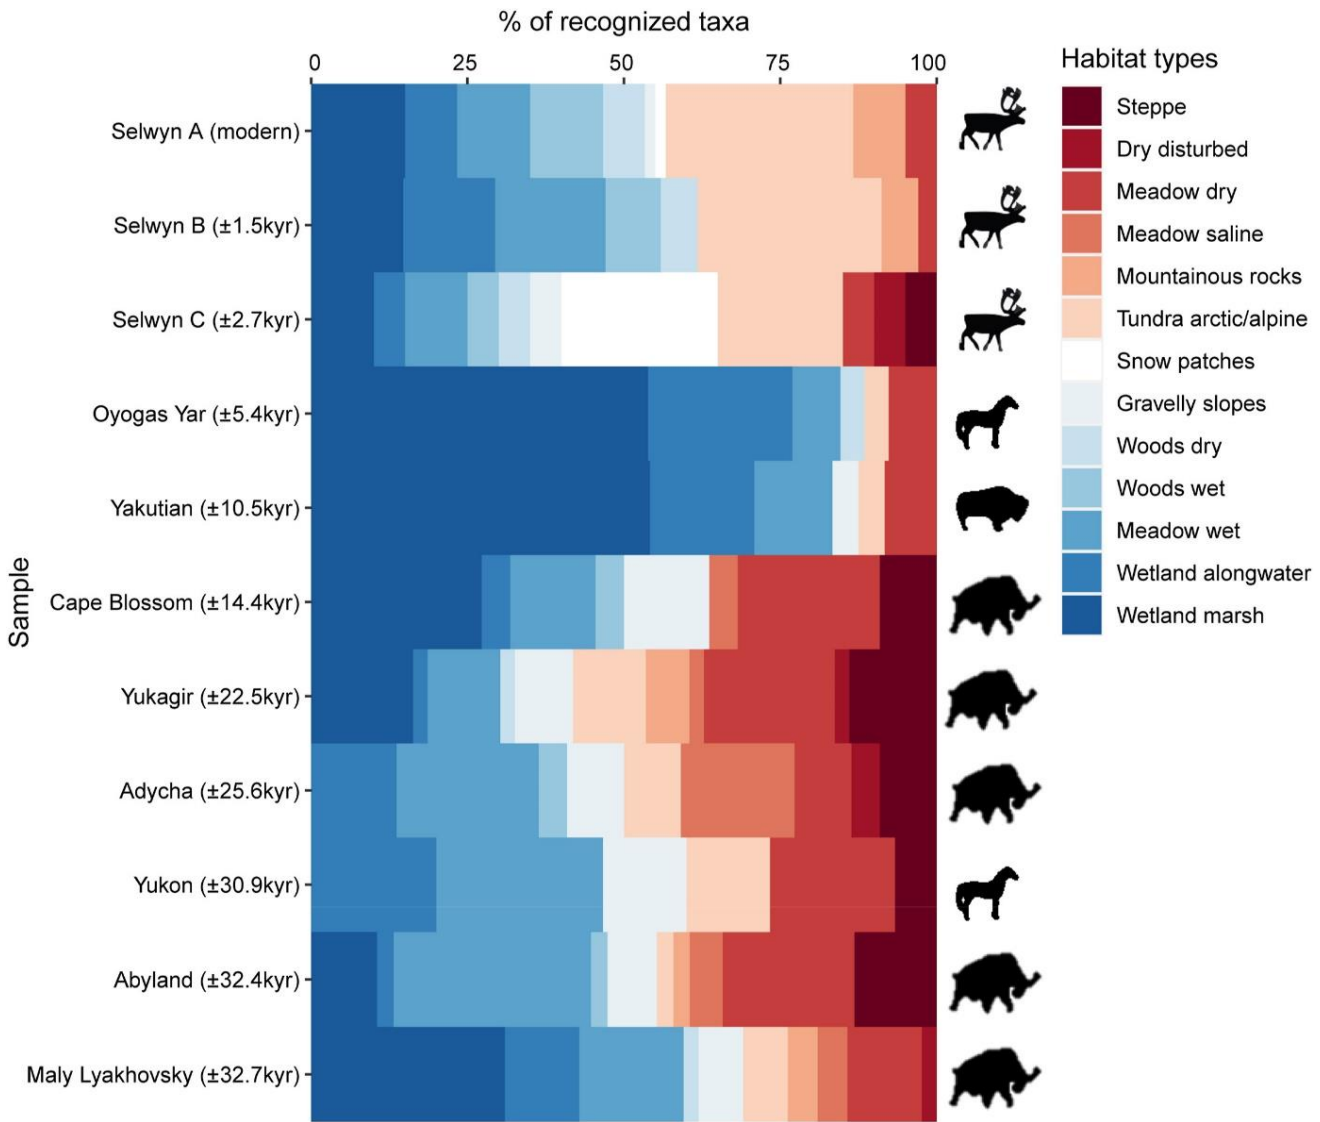 % of recognized taxa
0 25 50 75 100
Habitat types
Steppe
Dry disturbed
Meadow dry
Meadow saline
Mountainous rocks
Tundra arctic/alpine
Snow patches
Gravelly slopes
Woods dry
Woods wet
Meadow wet
Wetland alongwater
Wetland marsh
Sample
Selwyn A (modern)
Selwyn B (±1.5kyr)
Selwyn C (±2.7kyr)
Oyogas Yar (±5.4kyr)
Yakutian (±10.5kyr)
Cape Blossom (±14.4kyr)
Yukagir (±22.5kyr)
Adycha (±25.6kyr)
Yukon (±30.9kyr)
Abyland (±32.4kyr)
Maly Lyakhovsky (±32.7kyr)